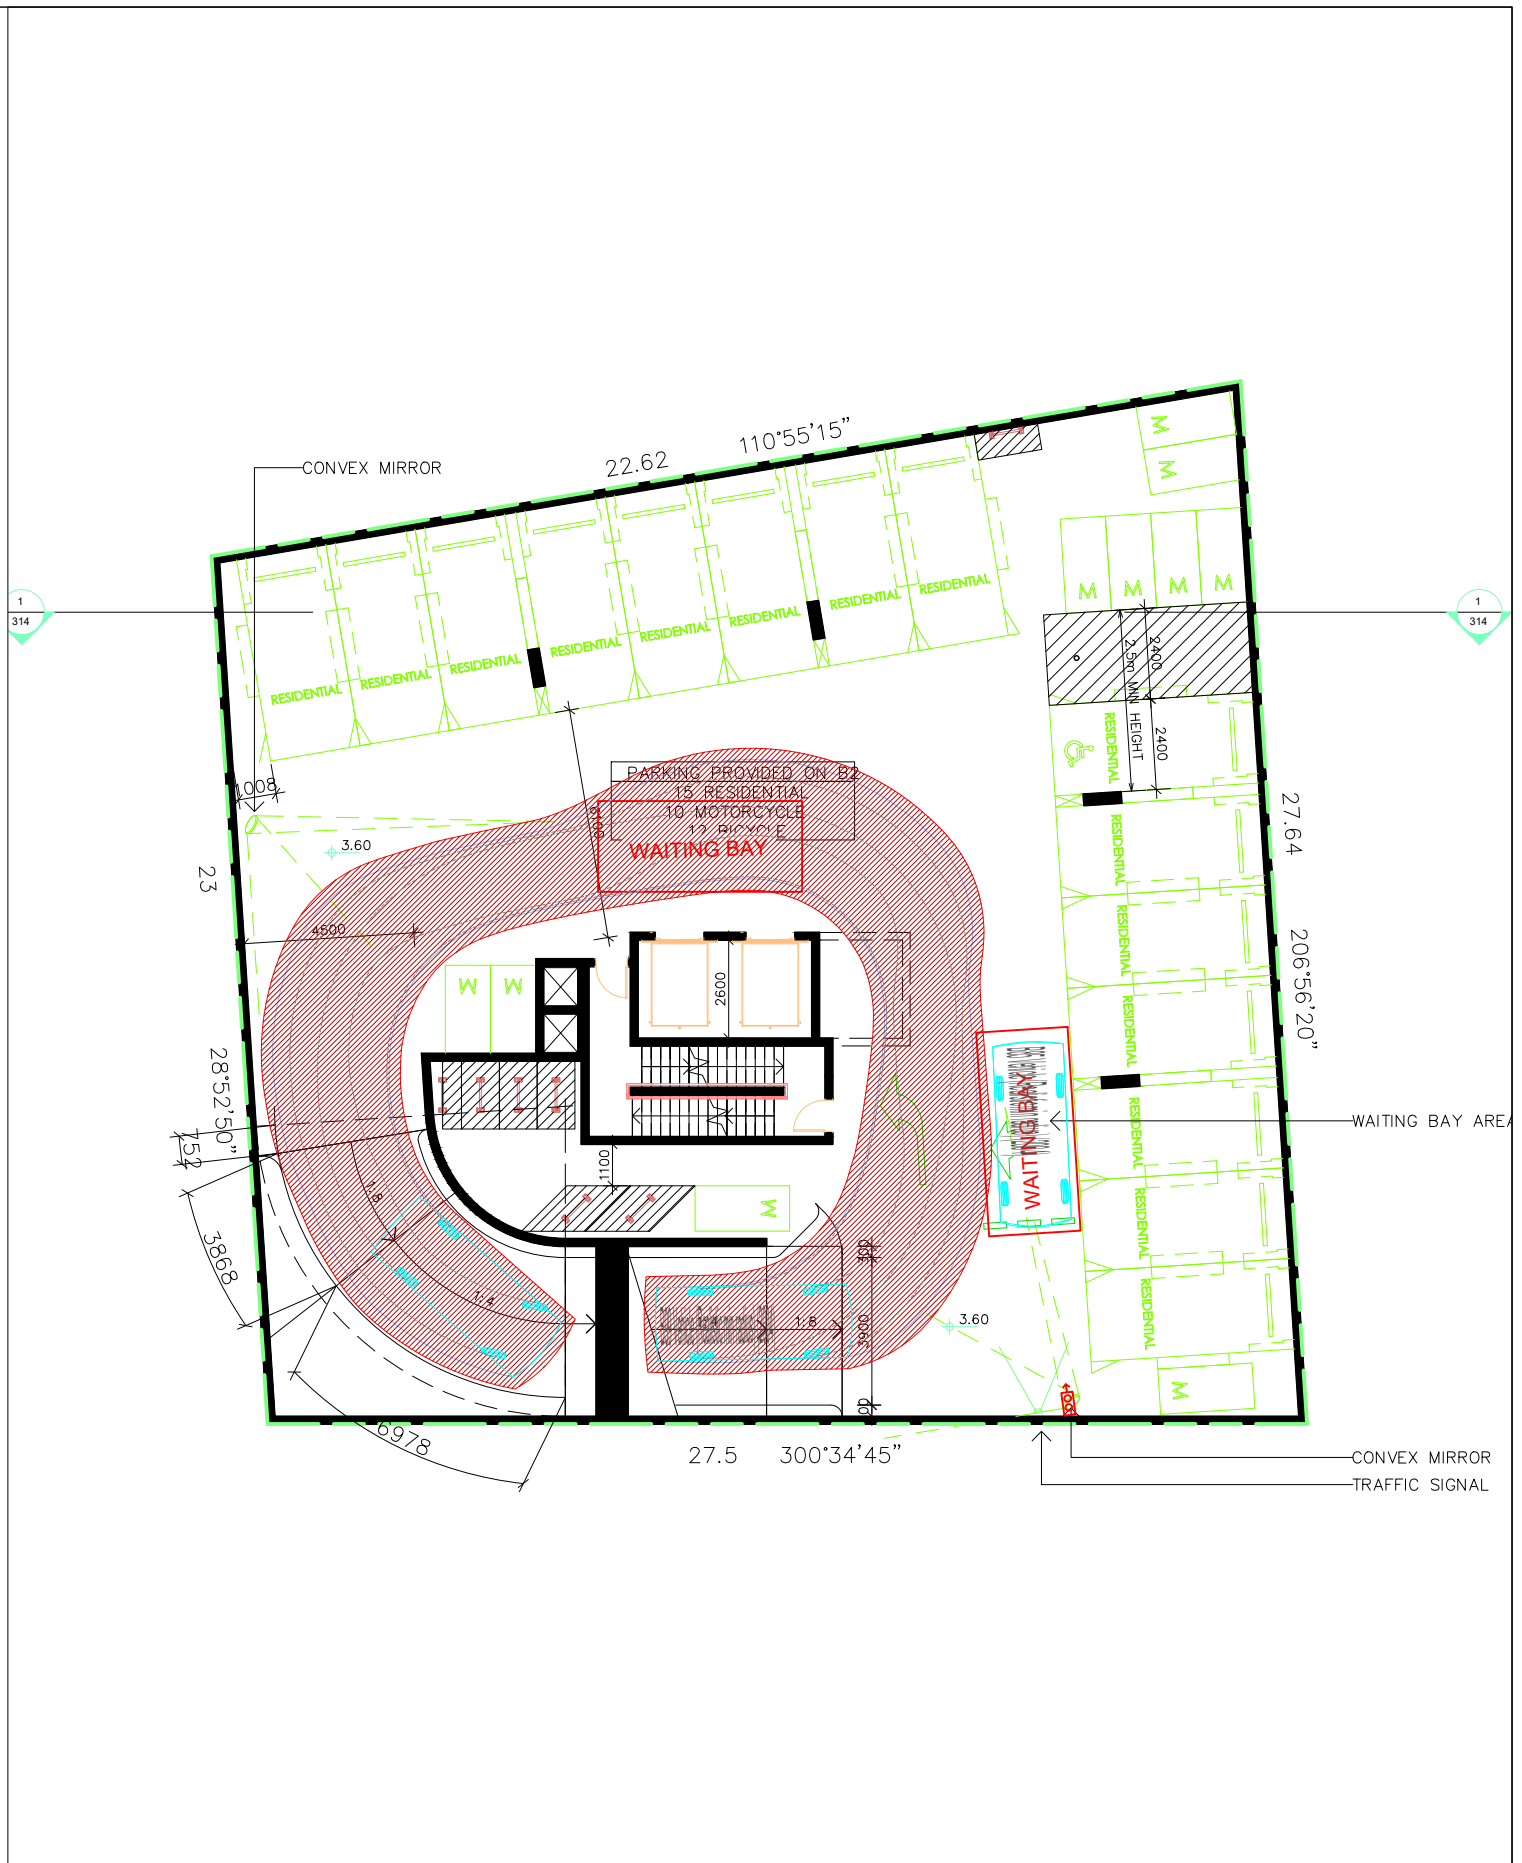 110°55'15"
22.62
CONVEX MIRROR
M
M
1
314
1
314
M
M
M
M
RESIDENTIAL
RESIDENTIAL
RESIDENTIAL
RESIDENTIAL
RESIDENTIAL
RESIDENTIAL
RESIDENTIAL
RESIDENTIAL
2400
2.5m MIN HEIGHT
2400
RESIDENTIAL
1008
PARKING PROVIDED ON B2
15 RESIDENTIAL
10 MOTORCYCLE
12 BICYCLE
6100
WAITING BAY
3.60
27.64
23
RESIDENTIAL
4500
RESIDENTIAL
206°56'20"
M
M
2600
RESIDENTIAL
28°52'50"
WAITING BAY
WAITING BAY AREA
752
1100
RESIDENTIAL
1:8
M
RESIDENTIAL
3868
300
1:4
1:8
3600
3.60
RESIDENTIAL
M
6978
27.5
300°34'45"
CONVEX MIRROR
TRAFFIC SIGNAL